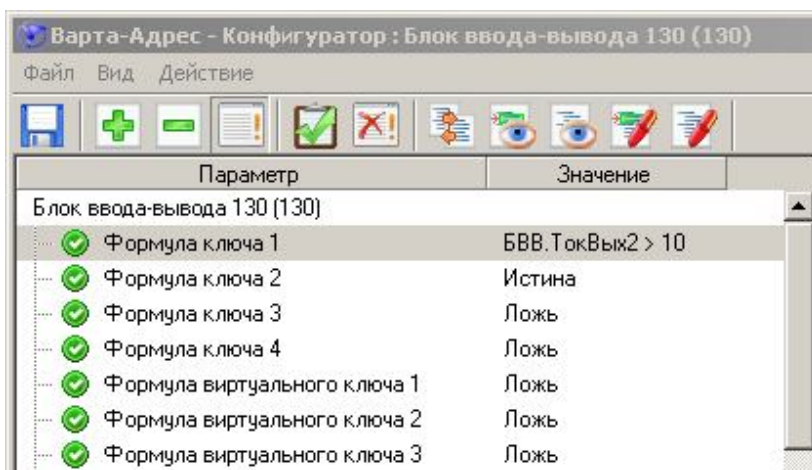 Варта-Адрес - Конфигуратор : Блок ввода-вывода 130 (130)
Файл Вид Действие
Параметр Значение
Блок ввода-вывода 130 (130)
Формула ключа 1 БВВ.ТокВых2 > 10
Формула ключа 2 Истина
Формула ключа 3 Ложь
Формула ключа 4 Ложь
Формула виртуального ключа 1 Ложь
Формула виртуального ключа 2 Ложь
Формула виртуального ключа 3 Ложь